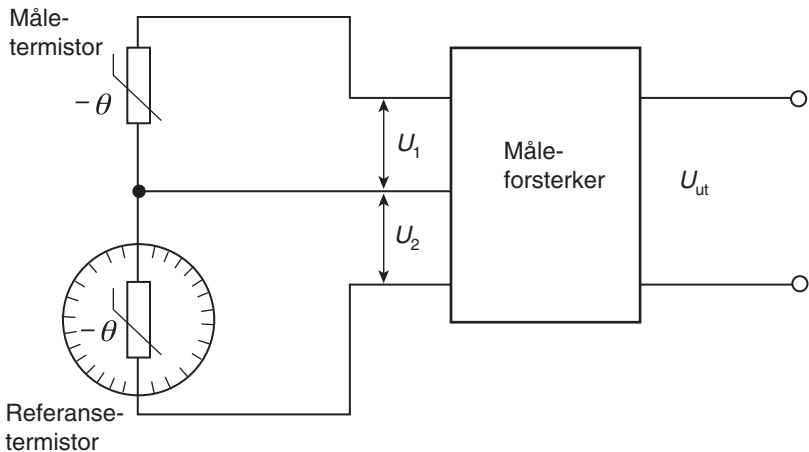 Måle-
termistor
−θ
U1
Måle-
forsterker
Uut
U2
−θ
Referanse-
termistor